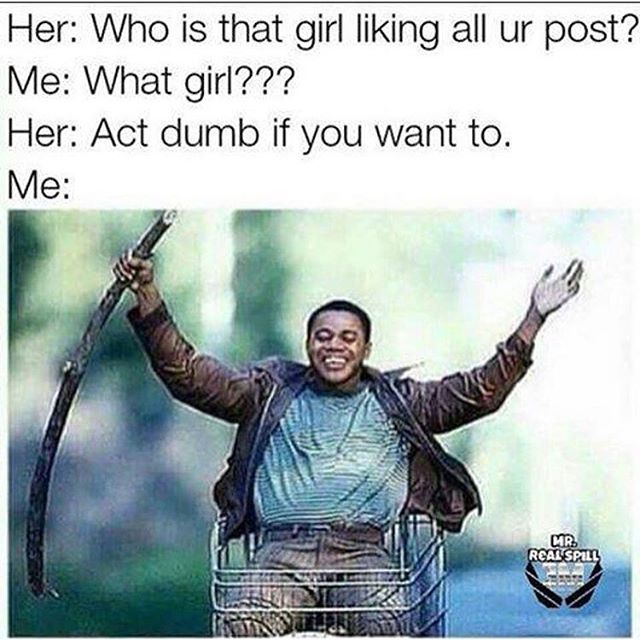 Her: Who is that girl liking all ur post?
Me: What girl???
Her: Act dumb if you want to.
Me:
MR.
REAL SPILL